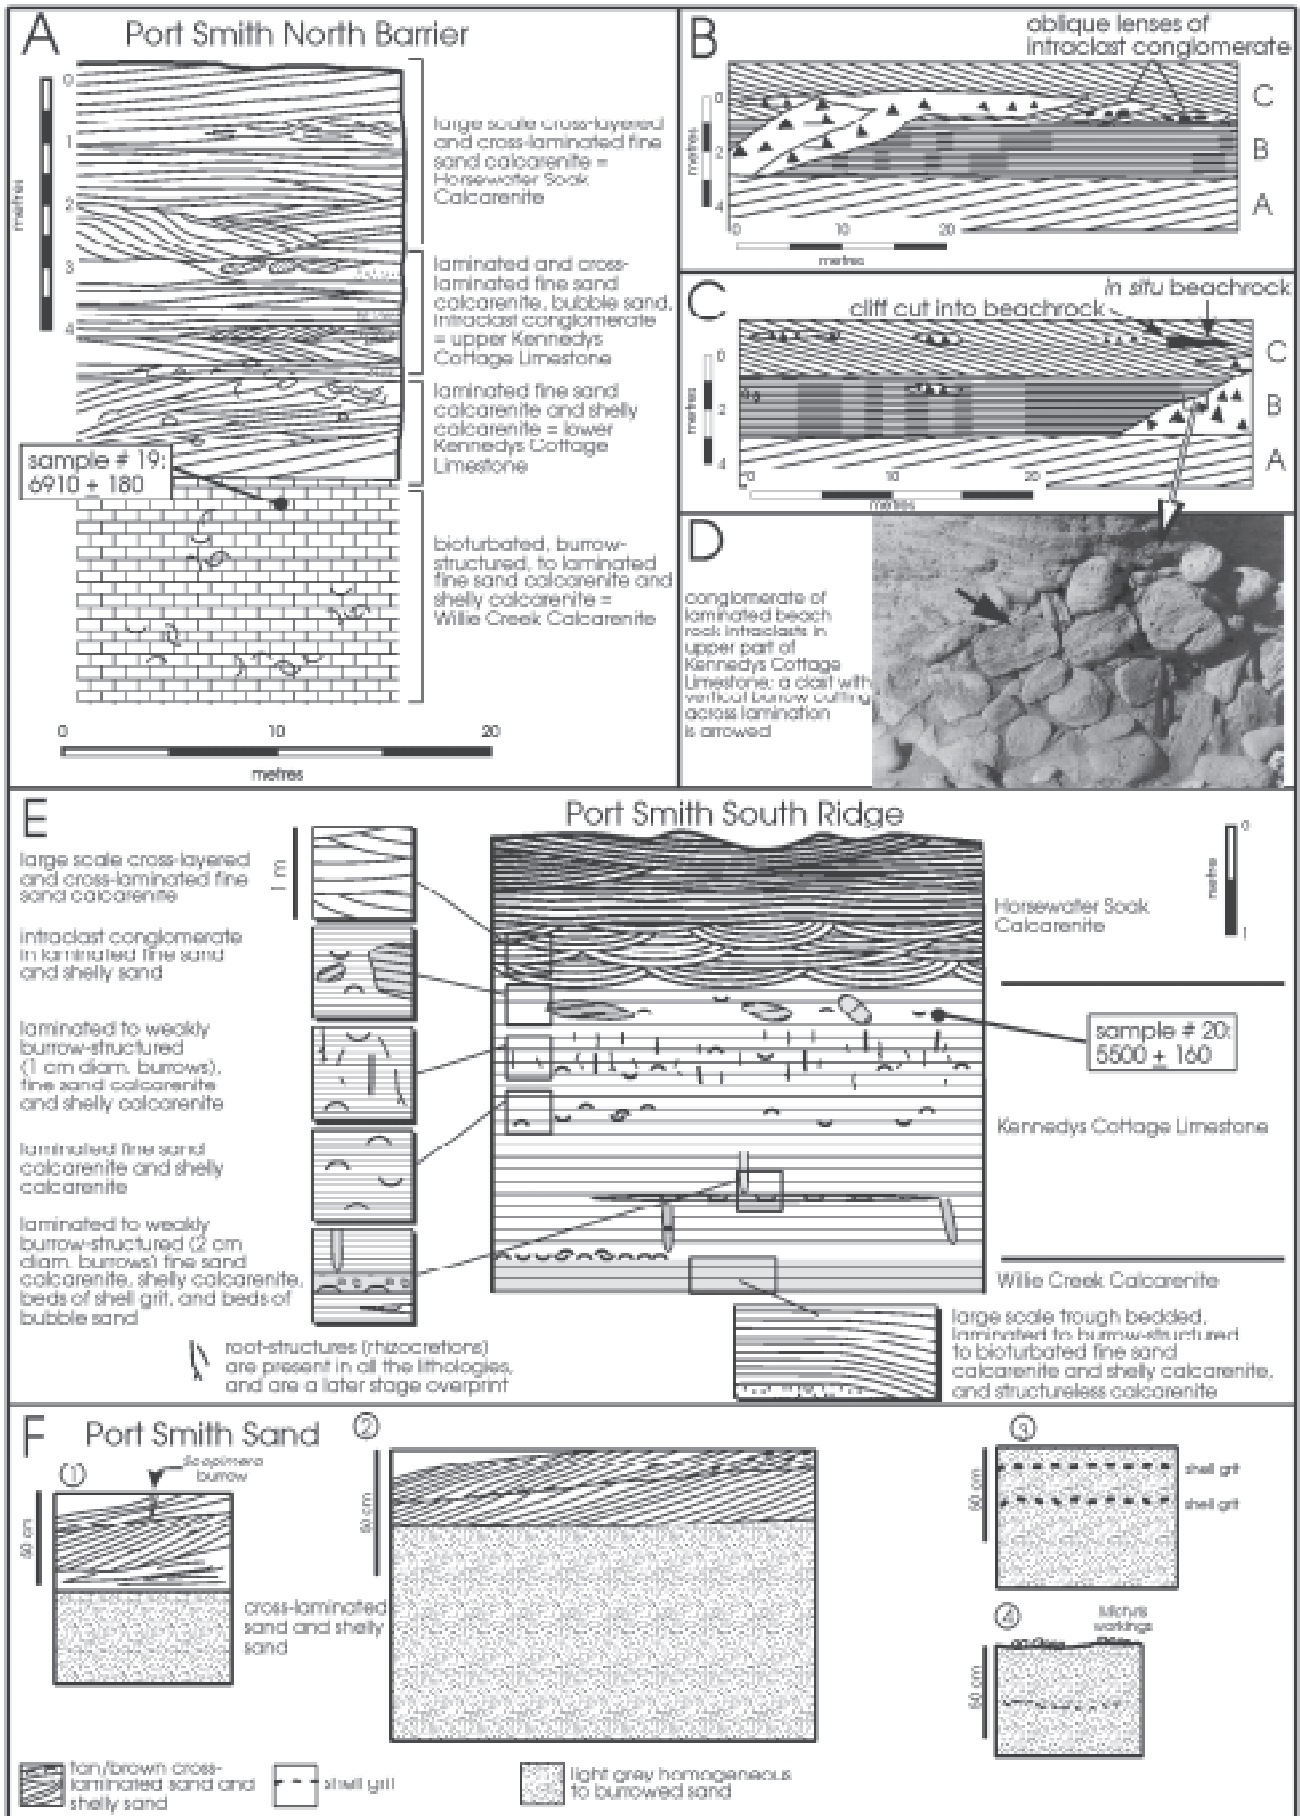 A
Port Smith North Barrier
0
1
2
3
4
metres
large scale cross-layered
and cross-laminated fine
sand calcarenite =
Horsewater Soak
Calcarenite
laminated and cross-
laminated fine sand
calcarenite, bubble sand,
intraclast conglomerate
= upper Kennedys
Cottage Limestone
laminated fine sand
calcarenite and shelly
calcarenite = lower
Kennedys Cottage
Limestone
sample # 19:
6910 ± 180
bioturbated, burrow-
structured, to laminated
fine sand calcarenite and
shelly calcarenite =
Willie Creek Calcarenite
0 10 20
metres
B
oblique lenses of
intraclast conglomerate
0
2
4
metres
C
B
A
0 10 20
metres
C
in situ beachrock
cliff cut into beachrock
0
2
4
metres
C
B
A
0 10 20
metres
D
conglomerate of
laminated beach
rock intraclasts in
upper part of
Kennedys Cottage
Limestone; a clast with
vertical burrow cutting
across lamination
is arrowed
E
Port Smith South Ridge
large scale cross-layered
and cross-laminated fine
sand calcarenite
1 m
intraclast conglomerate
in laminated fine sand
and shelly sand
laminated to weakly
burrow-structured
(1 cm diam. burrows),
fine sand calcarenite
and shelly calcarenite
laminated fine sand
calcarenite and shelly
calcarenite
laminated to weakly
burrow-structured (2 cm
diam. burrows) fine sand
calcarenite, shelly calcarenite,
beds of shell grit, and beds of
bubble sand
root-structures (rhizocretions)
are present in all the lithologies,
and are a later stage overprint
0
metre
1
Horsewater Soak
Calcarenite
sample # 20:
5500 ± 160
Kennedys Cottage Limestone
Willie Creek Calcarenite
large scale trough bedded,
laminated to burrow-structured
to bioturbated fine sand
calcarenite and shelly calcarenite,
and structureless calcarenite
F
Port Smith Sand
1
Scopimera
burrow
50 cm
cross-laminated
sand and shelly
sand
2
50 cm
3
50 cm
shell grit
shell grit
4
workings
50 cm
tan/brown cross-
laminated sand and
shelly sand
shell grit
light grey homogeneous
to burrowed sand